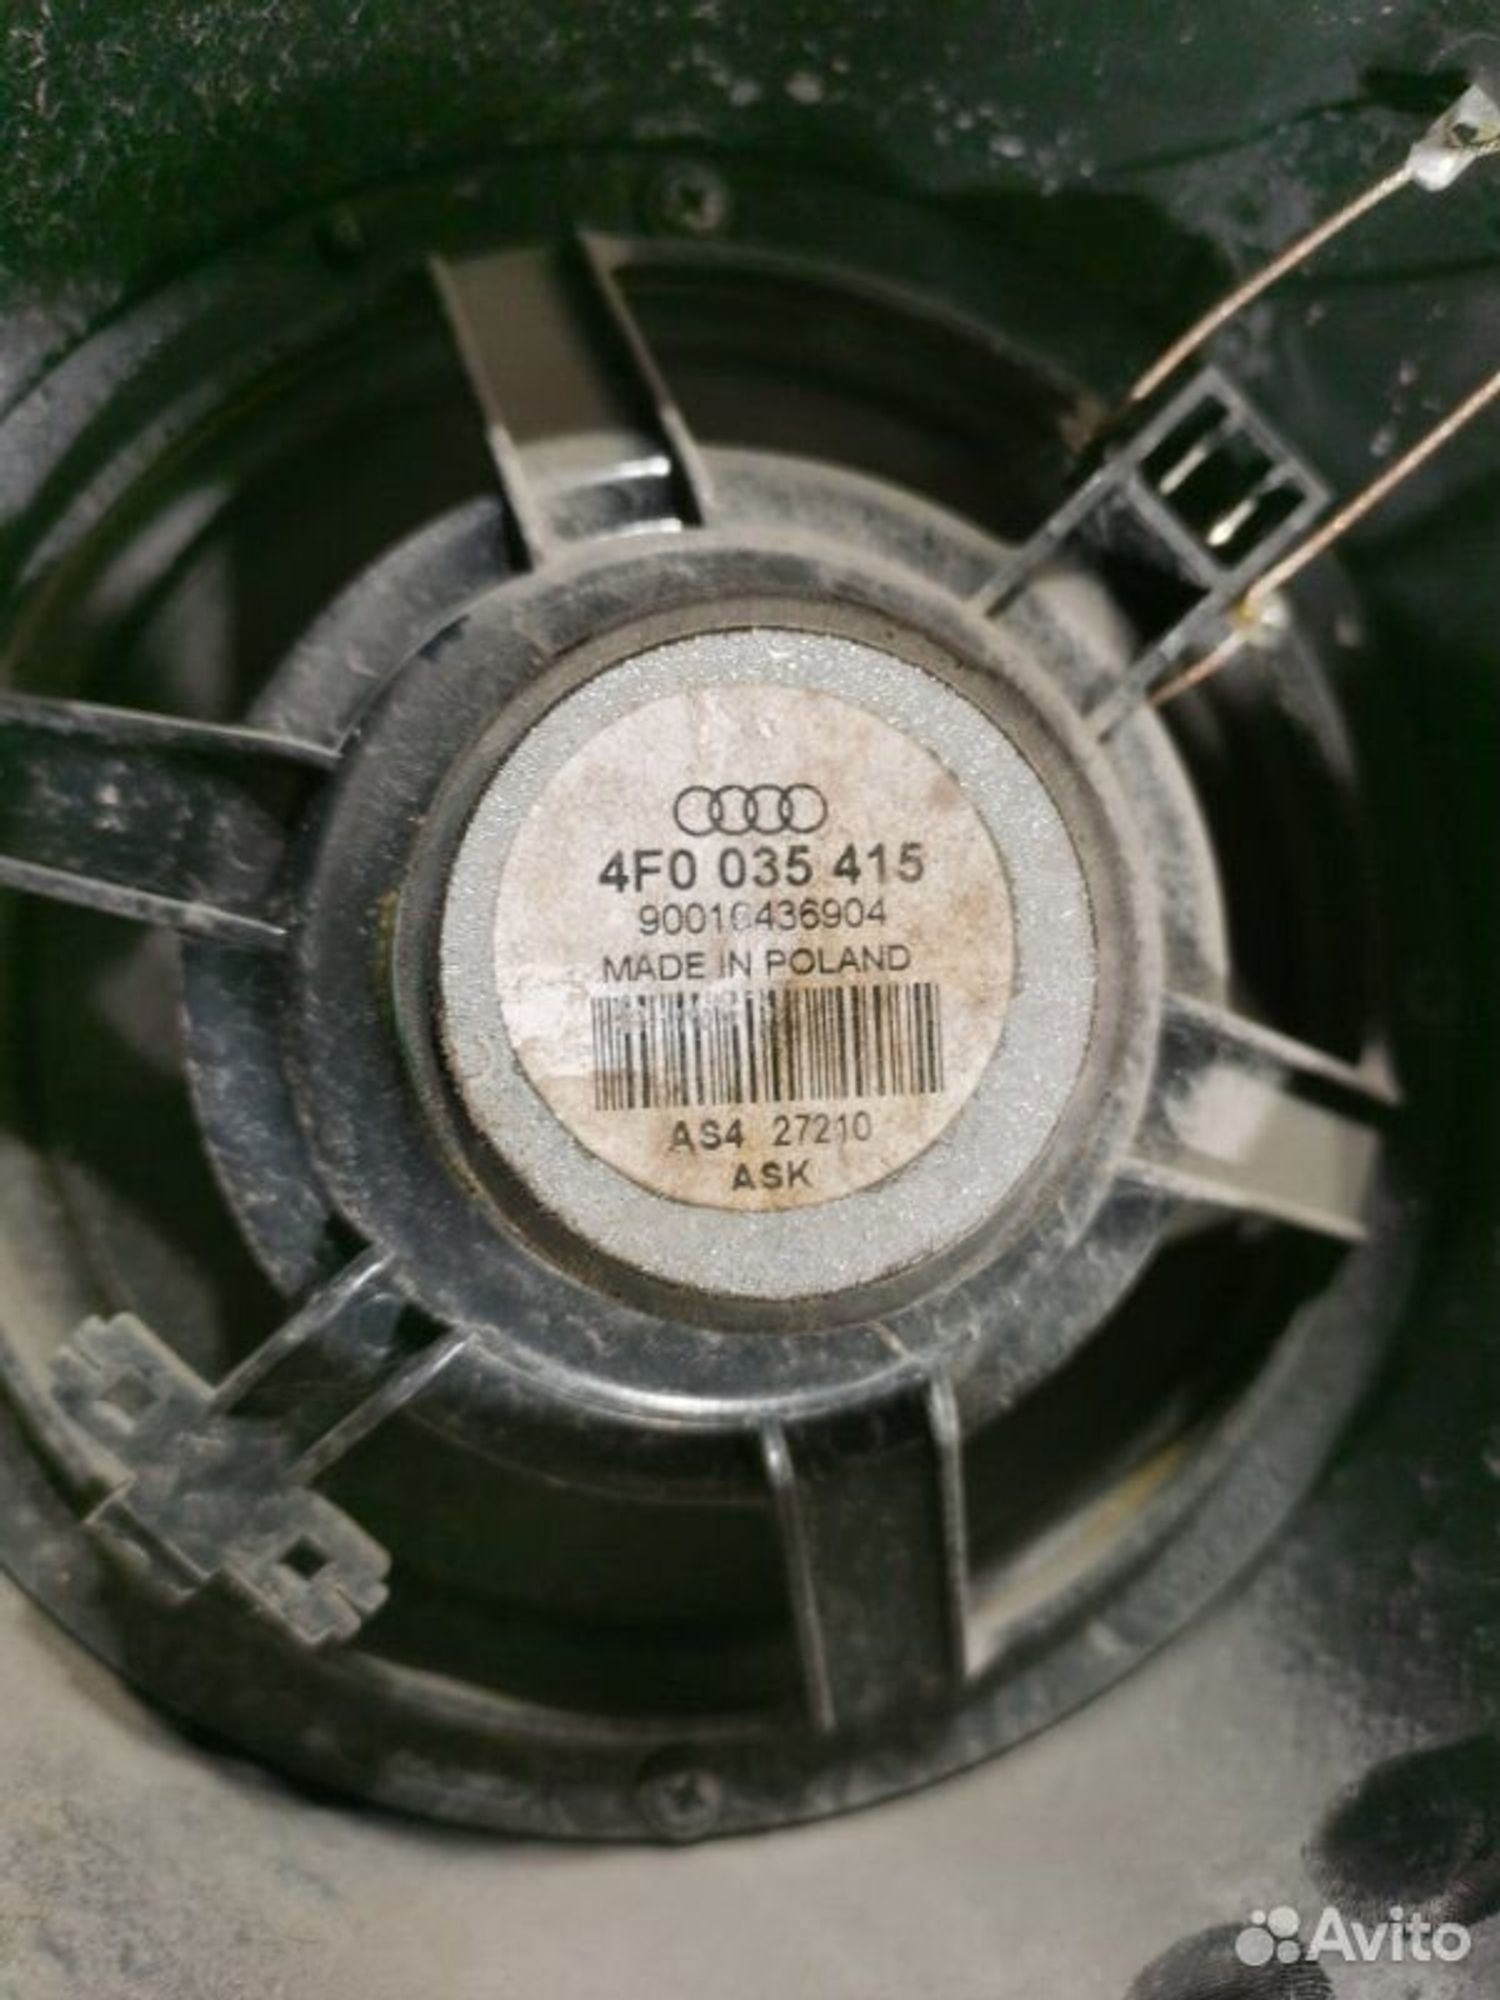 4F0 035 415
90010436904
MADE IN POLAND
AS4 27210
ASK
Avito